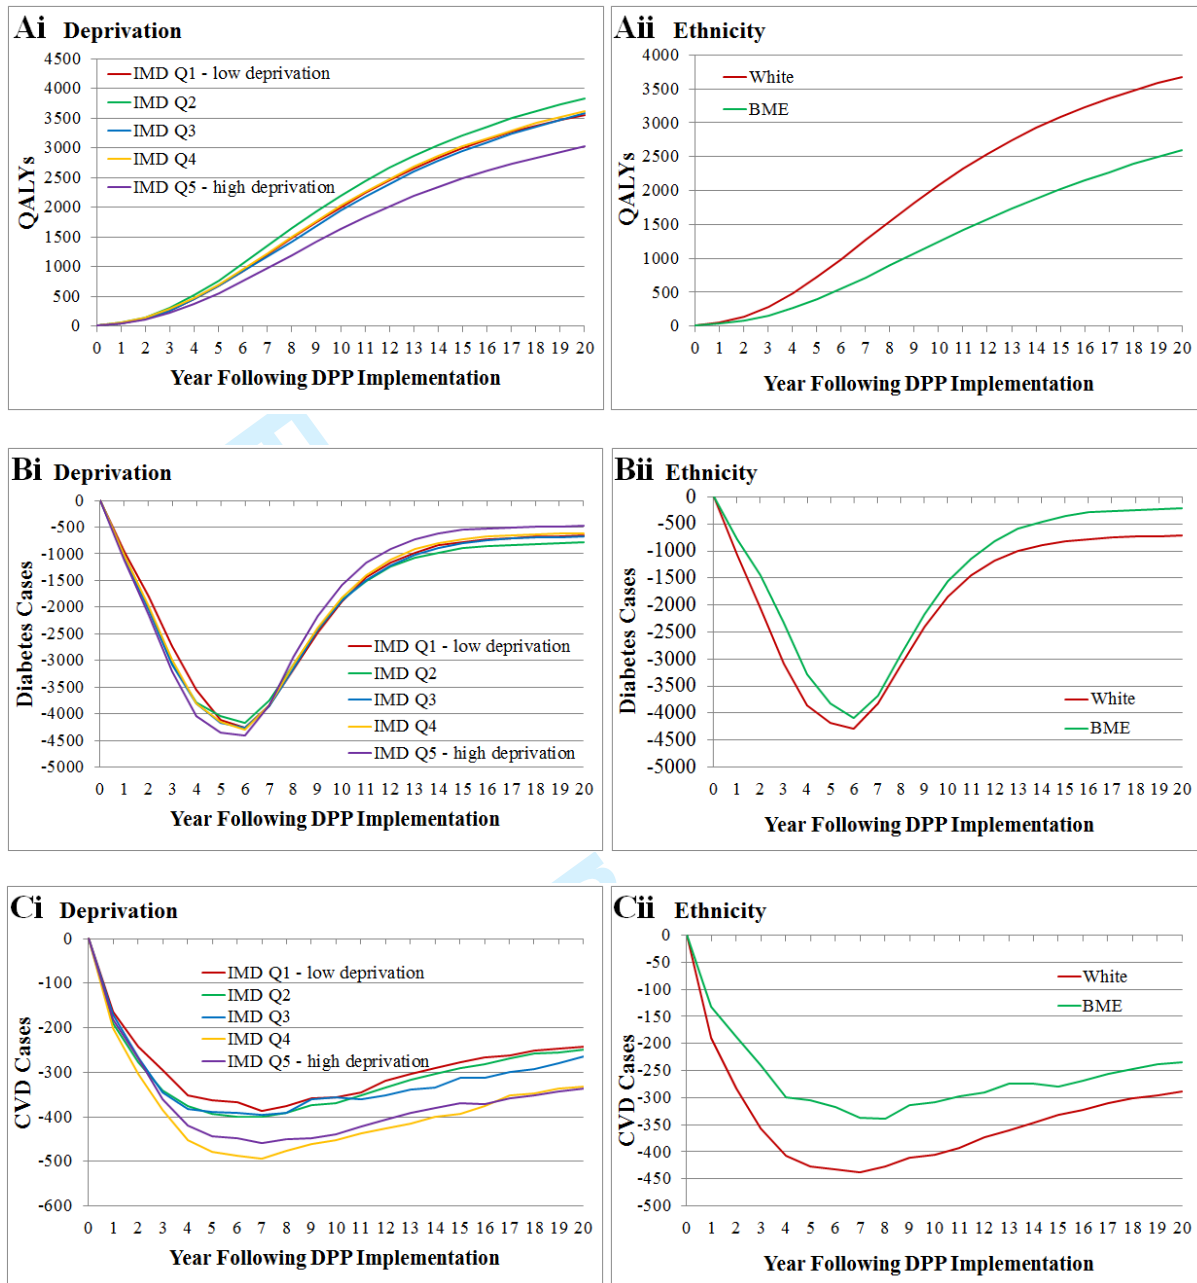 Ai Deprivation
4500
4000
3500
3000
2500
2000
1500
1000
500
0
QALYs
IMD Q1 - low deprivation
IMD Q2
IMD Q3
IMD Q4
IMD Q5 - high deprivation
0 1 2 3 4 5 6 7 8 9 10 11 12 13 14 15 16 17 18 19 20
Year Following DPP Implementation
Aii Ethnicity
4000
3500
3000
2500
2000
1500
1000
500
0
QALYs
White
BME
0 1 2 3 4 5 6 7 8 9 10 11 12 13 14 15 16 17 18 19 20
Year Following DPP Implementation
Bi Deprivation
0
-500
-1000
-1500
-2000
-2500
-3000
-3500
-4000
-4500
-5000
Diabetes Cases
IMD Q1 - low deprivation
IMD Q2
IMD Q3
IMD Q4
IMD Q5 - high deprivation
0 1 2 3 4 5 6 7 8 9 10 11 12 13 14 15 16 17 18 19 20
Year Following DPP Implementation
Bii Ethnicity
0
-500
-1000
-1500
-2000
-2500
-3000
-3500
-4000
-4500
-5000
Diabetes Cases
White
BME
0 1 2 3 4 5 6 7 8 9 10 11 12 13 14 15 16 17 18 19 20
Year Following DPP Implementation
Ci Deprivation
0
-100
-200
-300
-400
-500
-600
CVD Cases
IMD Q1 - low deprivation
IMD Q2
IMD Q3
IMD Q4
IMD Q5 - high deprivation
0 1 2 3 4 5 6 7 8 9 10 11 12 13 14 15 16 17 18 19 20
Year Following DPP Implementation
Cii Ethnicity
0
-50
-100
-150
-200
-250
-300
-350
-400
-450
-500
CVD Cases
White
BME
0 1 2 3 4 5 6 7 8 9 10 11 12 13 14 15 16 17 18 19 20
Year Following DPP Implementation